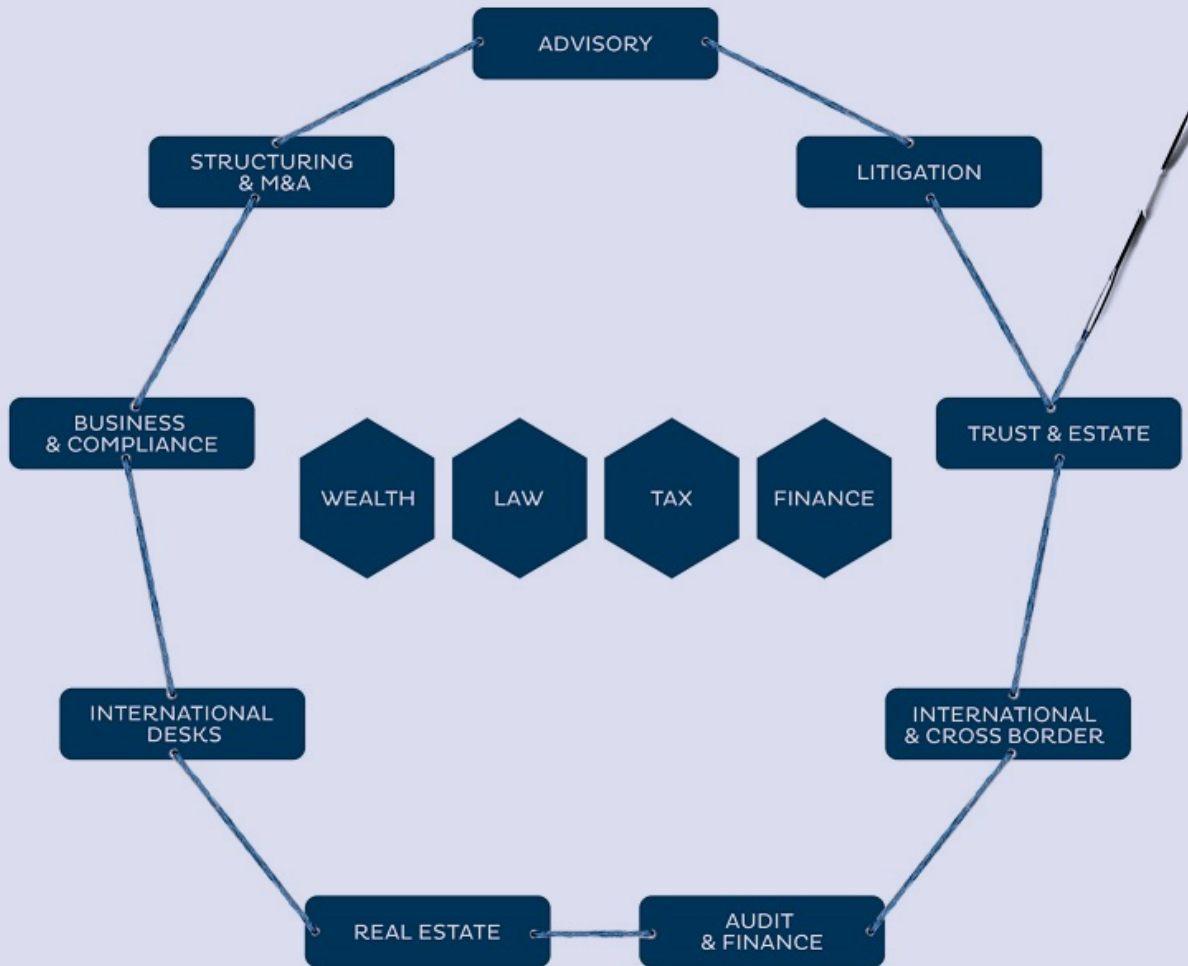 ADVISORY
STRUCTURING
& M&A
LITIGATION
BUSINESS
& COMPLIANCE
TRUST & ESTATE
WEALTH
LAW
TAX
FINANCE
INTERNATIONAL
DESKS
INTERNATIONAL
& CROSS BORDER
REAL ESTATE
AUDIT
& FINANCE